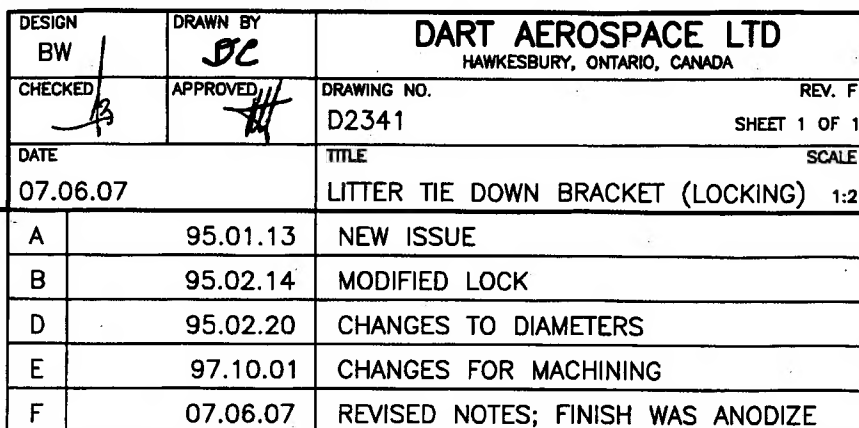 DESIGN
BW
DRAWN BY
DART AEROSPACE LTD
HAWKESBURY, ONTARIO, CANADA
CHECKED
APPROVED
DRAWING NO.
REV. F
D2341
SHEET 1 OF 1
DATE
TITLE
SCALE
07.06.07
LITTER TIE DOWN BRACKET (LOCKING) 1:2
A 95.01.13 NEW ISSUE
B 95.02.14 MODIFIED LOCK
D 95.02.20 CHANGES TO DIAMETERS
E 97.10.01 CHANGES FOR MACHINING
F 07.06.07 REVISED NOTES; FINISH WAS ANODIZE